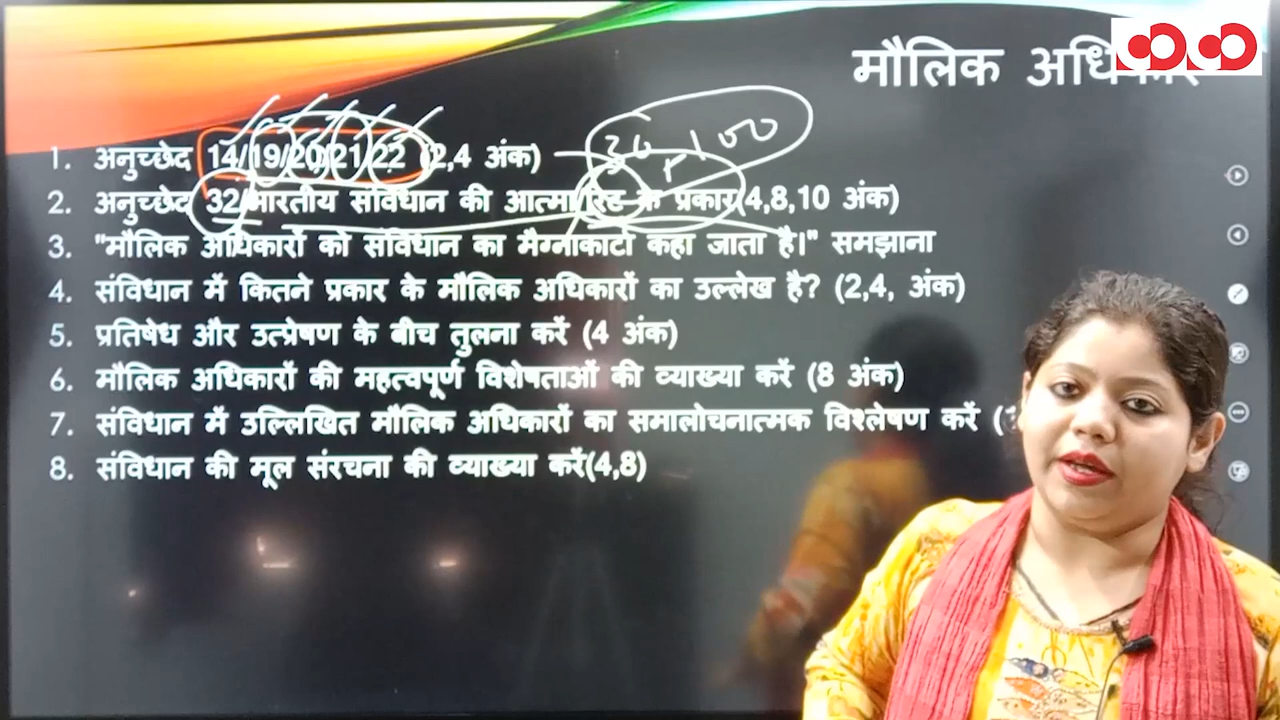 मौलिक अधिकार
1. अनुच्छेद 14/19/20/21/22 (2,4 अंक)
30 - 100
2. अनुच्छेद 32/भारतीय संविधान की आत्मा/रिट के प्रकार(4,8,10 अंक)
3. "मौलिक अधिकारों को संविधान का मैग्नाकार्टा कहा जाता है।" समझाना
4. संविधान में कितने प्रकार के मौलिक अधिकारों का उल्लेख है? (2,4, अंक)
5. प्रतिषेध और उत्प्रेषण के बीच तुलना करें (4 अंक)
6. मौलिक अधिकारों की महत्वपूर्ण विशेषताओं की व्याख्या करें (8 अंक)
7. संविधान में उल्लिखित मौलिक अधिकारों का समालोचनात्मक विश्लेषण करें (
8. संविधान की मूल संरचना की व्याख्या करें(4,8)